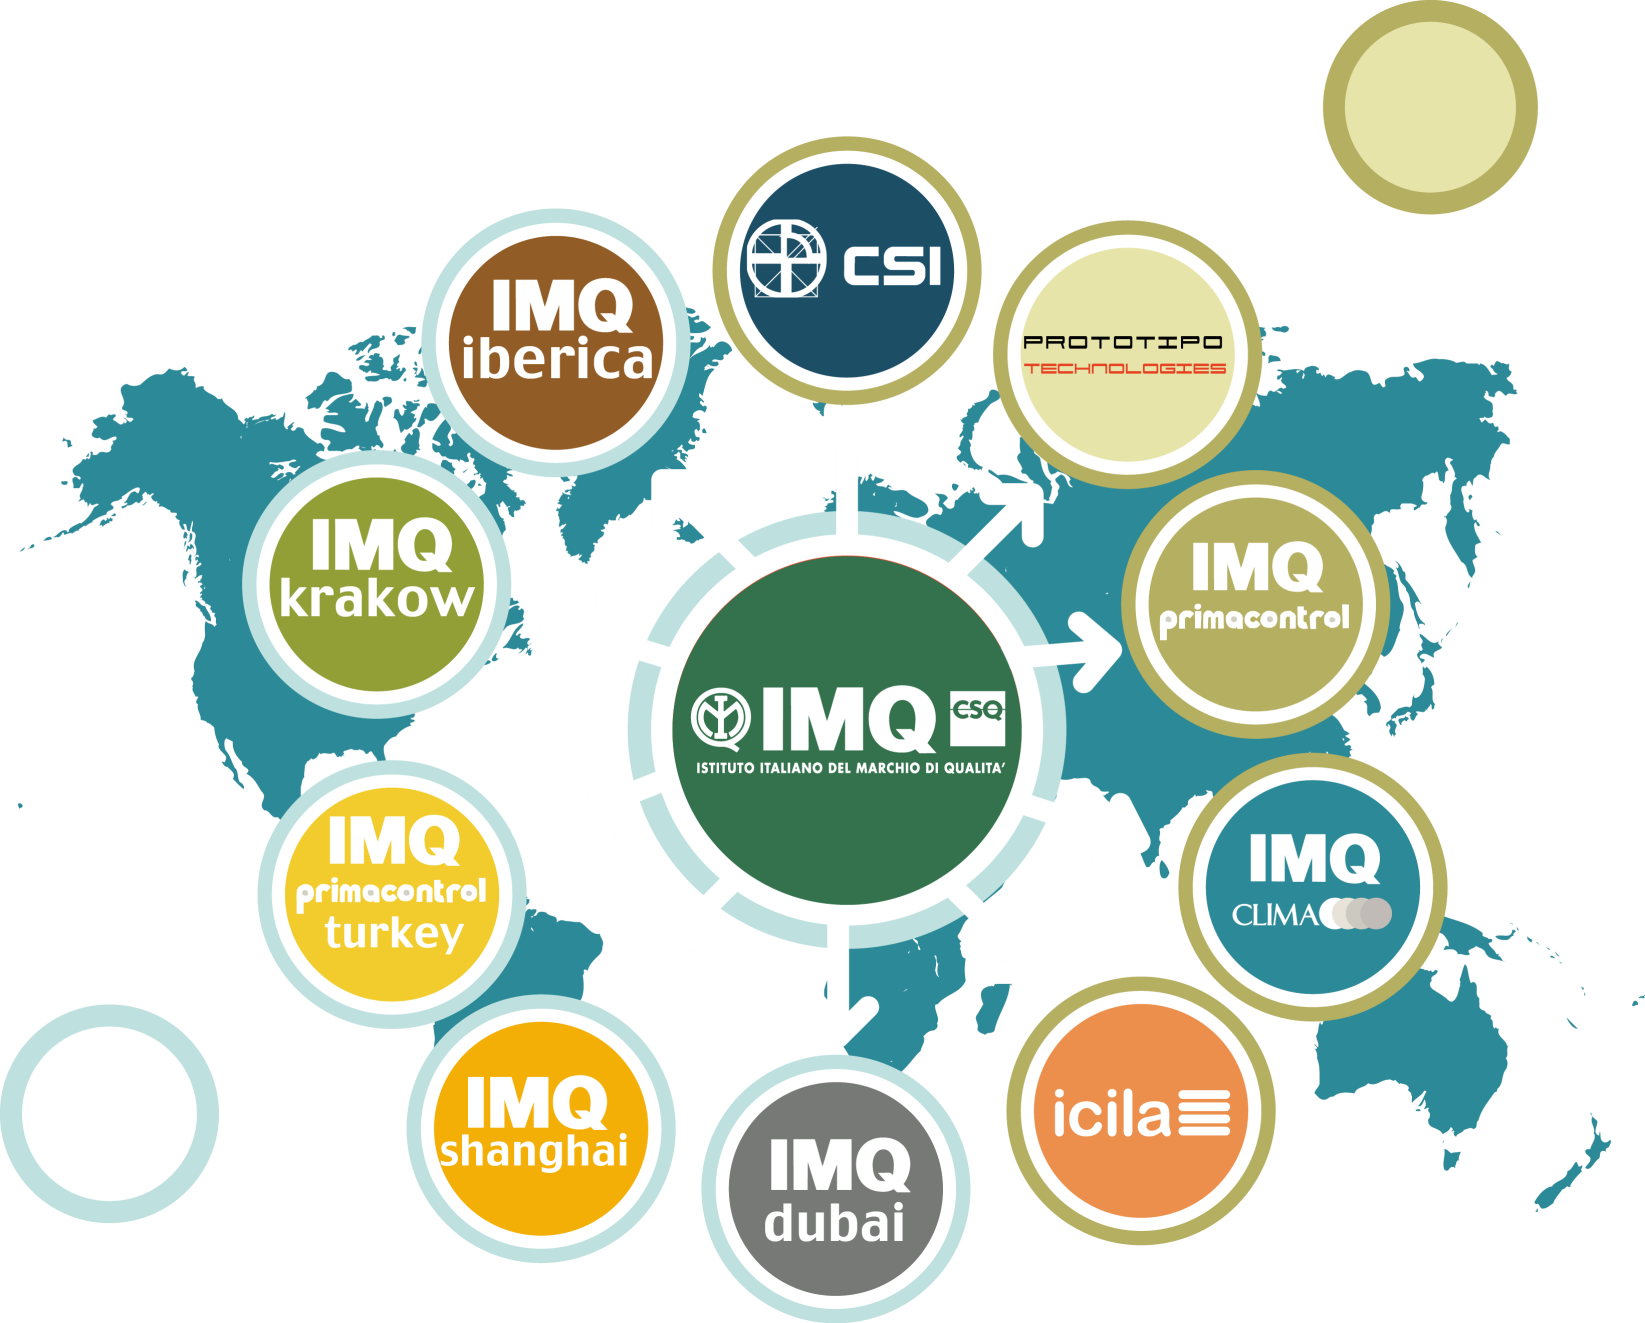 CSI
IMQ
iberica
PROTOTIPO
TECHNOLOGIES
IMQ
krakow
IMQ
primacontrol
IMQ CSQ
ISTITUTO ITALIANO DEL MARCHIO DI QUALITA'
IMQ
primacontrol
turkey
IMQ
CLIMA
IMQ
shanghai
icila
IMQ
dubai